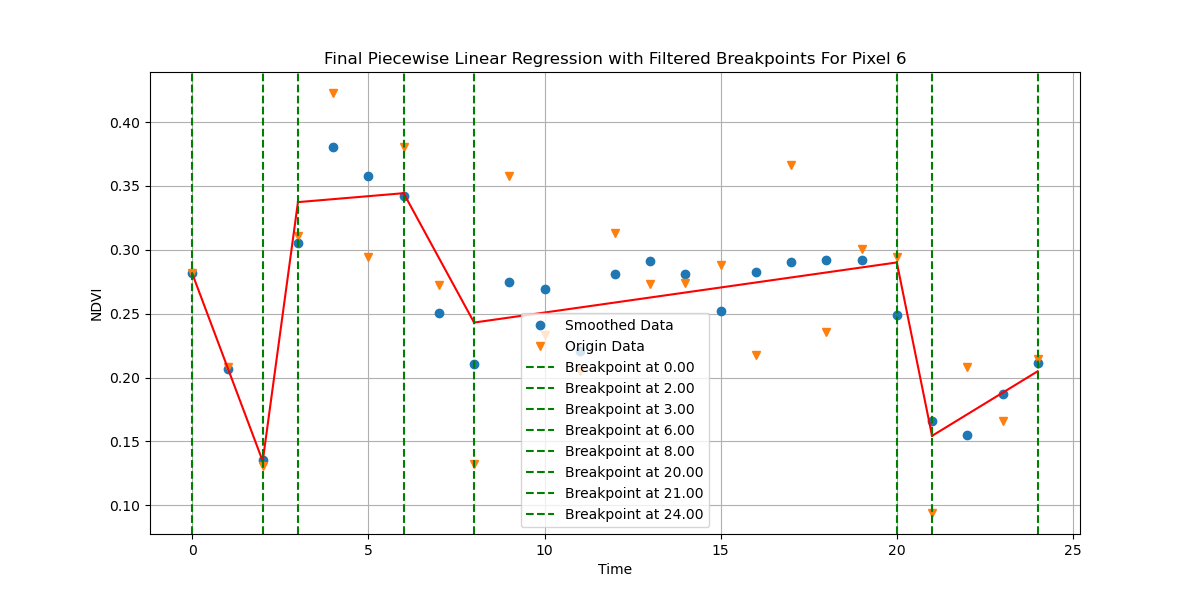 Final Piecewise Linear Regression with Filtered Breakpoints For Pixel 6
NDVI
0.40
0.35
0.30
0.25
0.20
0.15
0.10
Smoothed Data
Origin Data
Breakpoint at 0.00
Breakpoint at 2.00
Breakpoint at 3.00
Breakpoint at 6.00
Breakpoint at 8.00
Breakpoint at 20.00
Breakpoint at 21.00
Breakpoint at 24.00
0 5 10 15 20 25
Time